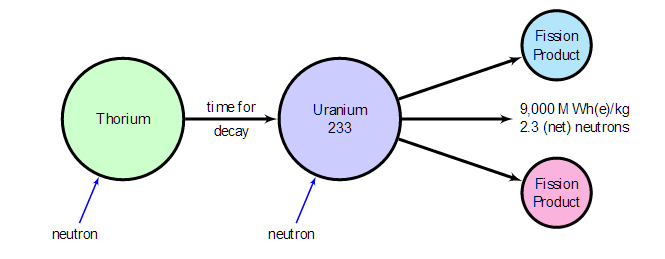 Fission
Product
Thorium
time for
decay
Uranium
233
9,000 MWh(e)/kg
2.3 (net) neutrons
Fission
Product
neutron
neutron